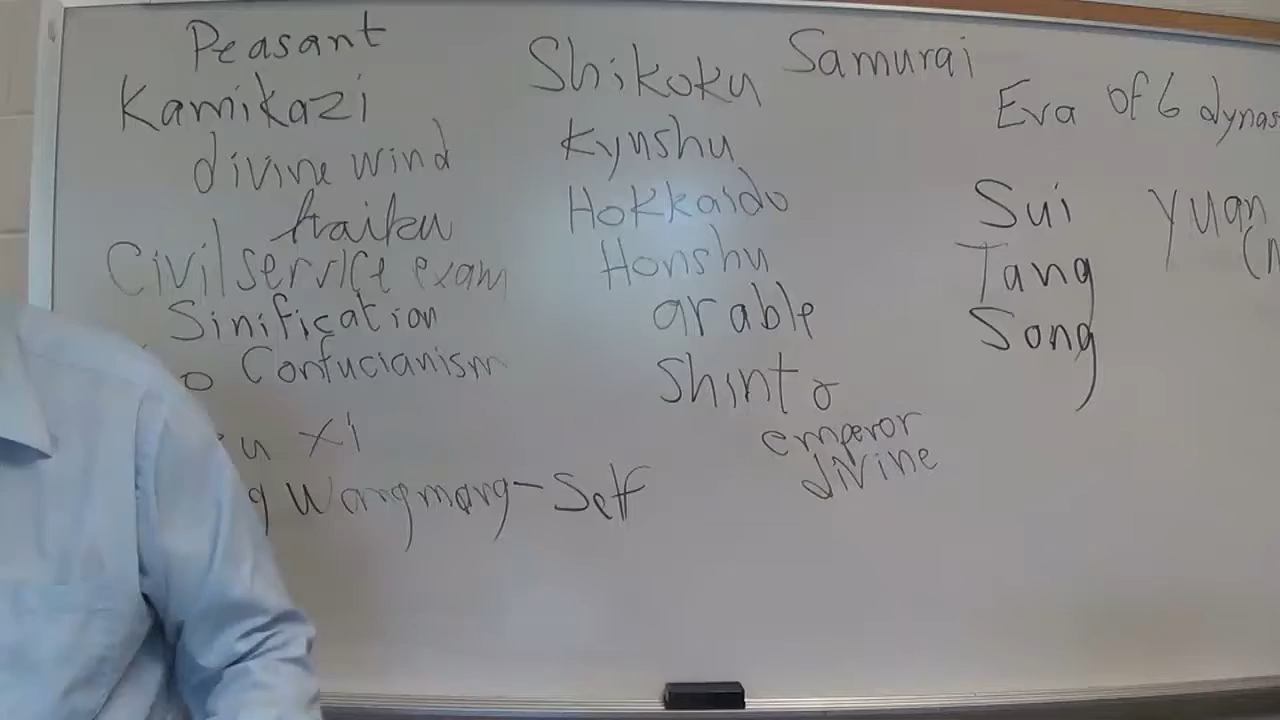 Peasant
Kamikazi
divine wind
haiku
Civil service exam
Sinification
o Confucianism
u xi
g Wangmang-Self
Shikoku
Kyushu
Hokkaido
Honshu
arable
Shinto
emperor
divine
Samurai
Era of 6 dynas
Sui
Tang
Song
Yuan
(